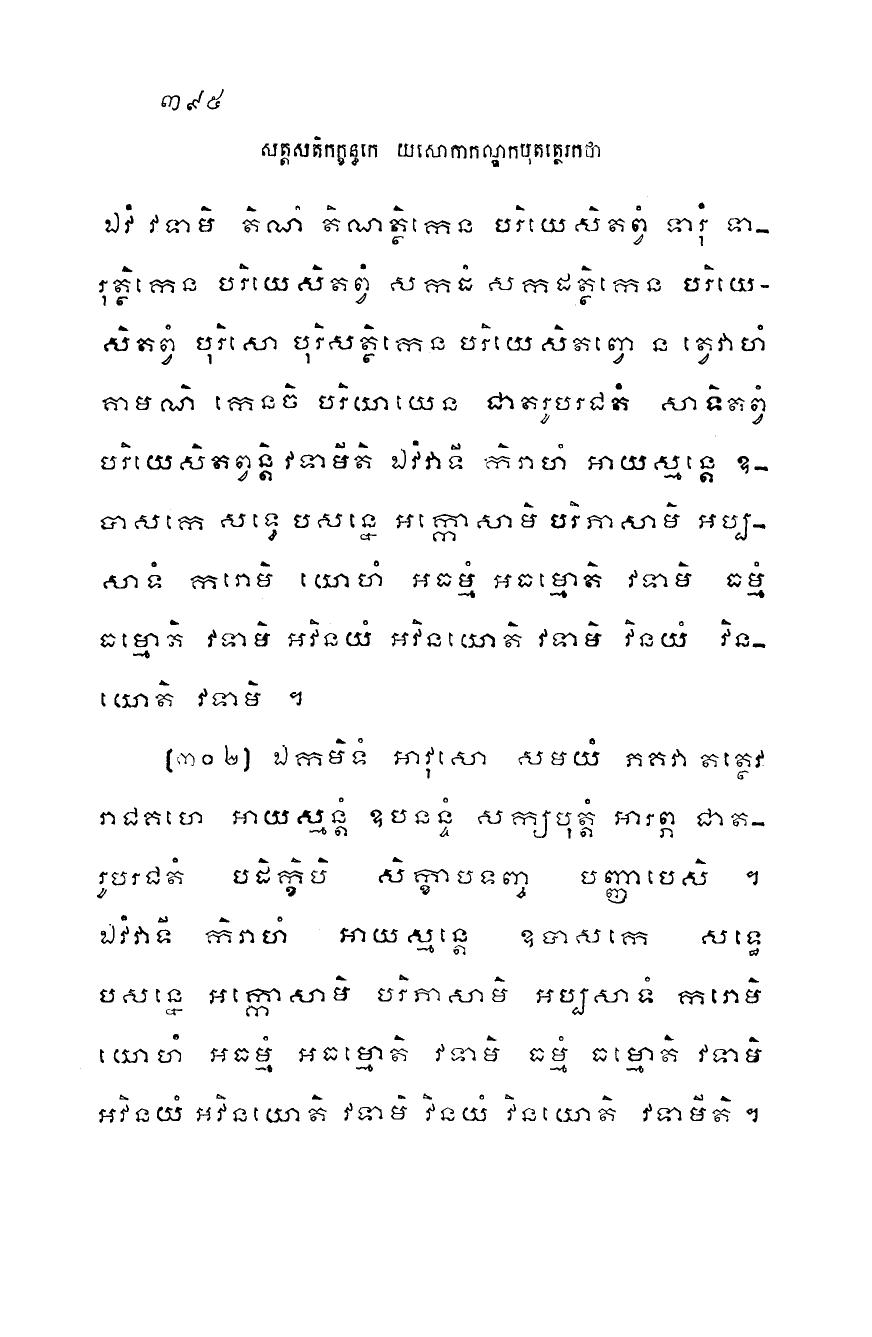 ៣៩៥
សត្តសតិកក្ខន្ធកេ យសោកាកណ្ឌកបុតត្ថេរកថា
ឯវំ វទាមិ តិណំ តិណត្ថិកេន បរិយេសិតព្វំ ទារុំ ទា-
រុត្ថិកេន បរិយេសិតព្វំ សកដំ សកដត្ថិកេន បរិយេ-
សិតព្វំ បុរិសោ បុរិសត្ថិកេន បរិយេសិតព្វោ ន ត្វេវាហំ
គាមណិ កេនចិ បរិយាយេន ជាតរូបរជតំ សាទិតព្វំ
បរិយេសិតព្វន្តិ វទាមីតិ ឯវំវាទី កិរាហំ អាយស្មន្តេ ឧ-
បាសកេ សទ្ធេ បសន្នេ អក្កោសាមិ បរិភាសាមិ អប្ប-
សាទំ ករោមិ យោហំ អធម្មំ អធម្មោតិ វទាមិ ធម្មំ
ធម្មោតិ វទាមិ អវិនយំ អវិនយោតិ វទាមិ វិនយំ វិន-
យោតិ វទាមិ ។
(៣០២) ឯកមិទំ អាវុសោ សមយំ ភគវា តត្ថេវ
រាជគហេ អាយស្មន្តំ ឧបនន្ទំ សក្យបុត្តំ អារព្ភ ជាត-
រូបរជតំ បដិក្ខិបិ សិក្ខាបទញ្ច បញ្ញាបេសិ ។
ឯវំវាទី កិរាហំ អាយស្មន្តេ ឧបាសកេ សទ្ធេ
បសន្នេ អក្កោសាមិ បរិភាសាមិ អប្បសាទំ ករោមិ
យោហំ អធម្មំ អធម្មោតិ វទាមិ ធម្មំ ធម្មោតិ វទាមិ
អវិនយំ អវិនយោតិ វទាមិ វិនយំ វិនយោតិ វទាមីតិ ។